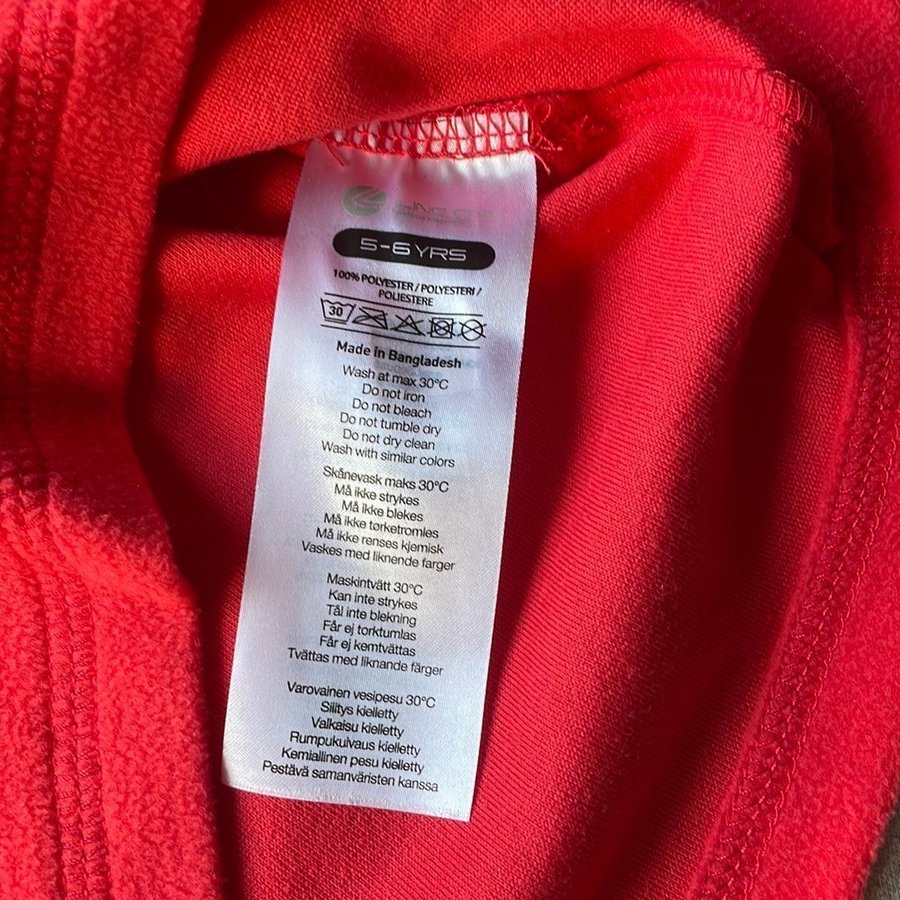 5-6 YRS
100% POLYESTER / POLYESTERI /
POLIESTERE
30
Made in Bangladesh
Wash at max 30°C
Do not iron
Do not bleach
Do not tumble dry
Do not dry clean
Wash with similar colors
Skånevask maks 30°C
Må ikke strykes
Må ikke blekes
Må ikke tørketromles
Må ikke renses kjemisk
Vaskes med liknende farger
Maskintvätt 30°C
Kan inte strykes
Tål inte blekning
Får ej torktumlas
Får ej kemtvättas
Tvättas med liknande färger
Varovainen vesipesu 30°C
Silitys kielletty
Valkaisu kielletty
Rumpukuivaus kielletty
Kemiallinen pesu kielletty
Pestävä samanväristen kanssa